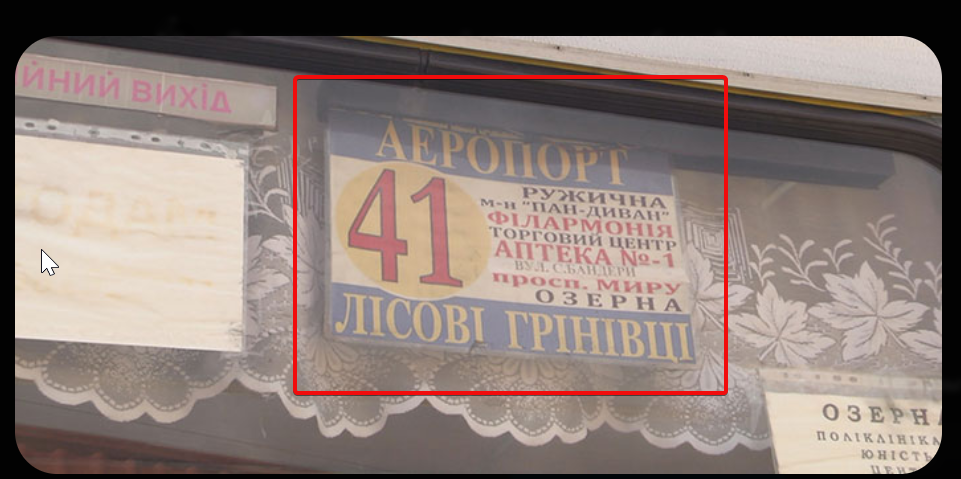 ЙНИЙ ВИХІД
АЕРОПОРТ
41
РУЖИЧНА
м-н "ПАН-ДИВАН"
ФІЛАРМОНІЯ
ТОРГОВИЙ ЦЕНТР
АПТЕКА №-1
ВУЛ. С.БАНДЕРИ
просп. МИРУ
ОЗЕРНА
ЛІСОВІ ГРІНІВЦІ
ОЗЕРНА
ПОЛІКЛІНІКА
ЮНІСТЬ